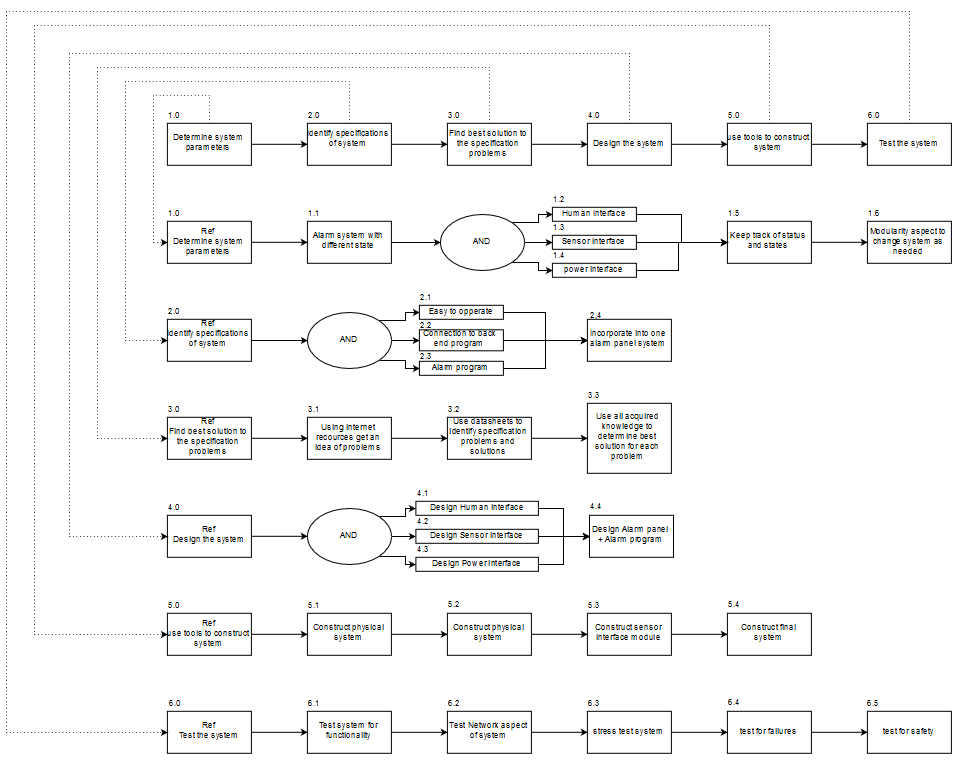 1.0
Determine system
parameters
2.0
Identify specifications
of system
3.0
Find best solution to
the specification
problems
4.0
Design the system
5.0
use tools to construct
system
6.0
Test the system
1.0
Ref
Determine system
parameters
1.1
Alarm system with
different state
AND
1.2
Human Interface
1.3
Sensor Interface
1.4
power Interface
1.5
Keep track of status
and states
1.6
Modularity aspect to
change system as
needed
2.0
Ref
Identify specifications
of system
AND
2.1
Easy to opperate
2.2
Connection to back
end program
2.3
Alarm program
2.4
Incorporate into one
alarm panel system
3.0
Ref
Find best solution to
the specification
problems
3.1
Using Internet
recources get an
idea of problems
3.2
Use datasheets to
identify specification
problems and
solutions
3.3
Use all acquired
knowledge to
determine best
solution for each
problem
4.0
Ref
Design the system
AND
4.1
Design Human Interface
4.2
Design Sensor Interface
4.3
Design Power Interface
4.4
Design Alarm panel
+ Alarm program
5.0
Ref
use tools to construct
system
5.1
Construct physical
system
5.2
Construct physical
system
5.3
Construct sensor
Interface module
5.4
Construct final
system
6.0
Ref
Test the system
6.1
Test system for
functionality
6.2
Test Network aspect
of system
6.3
stress test system
6.4
test for failures
6.5
test for safety